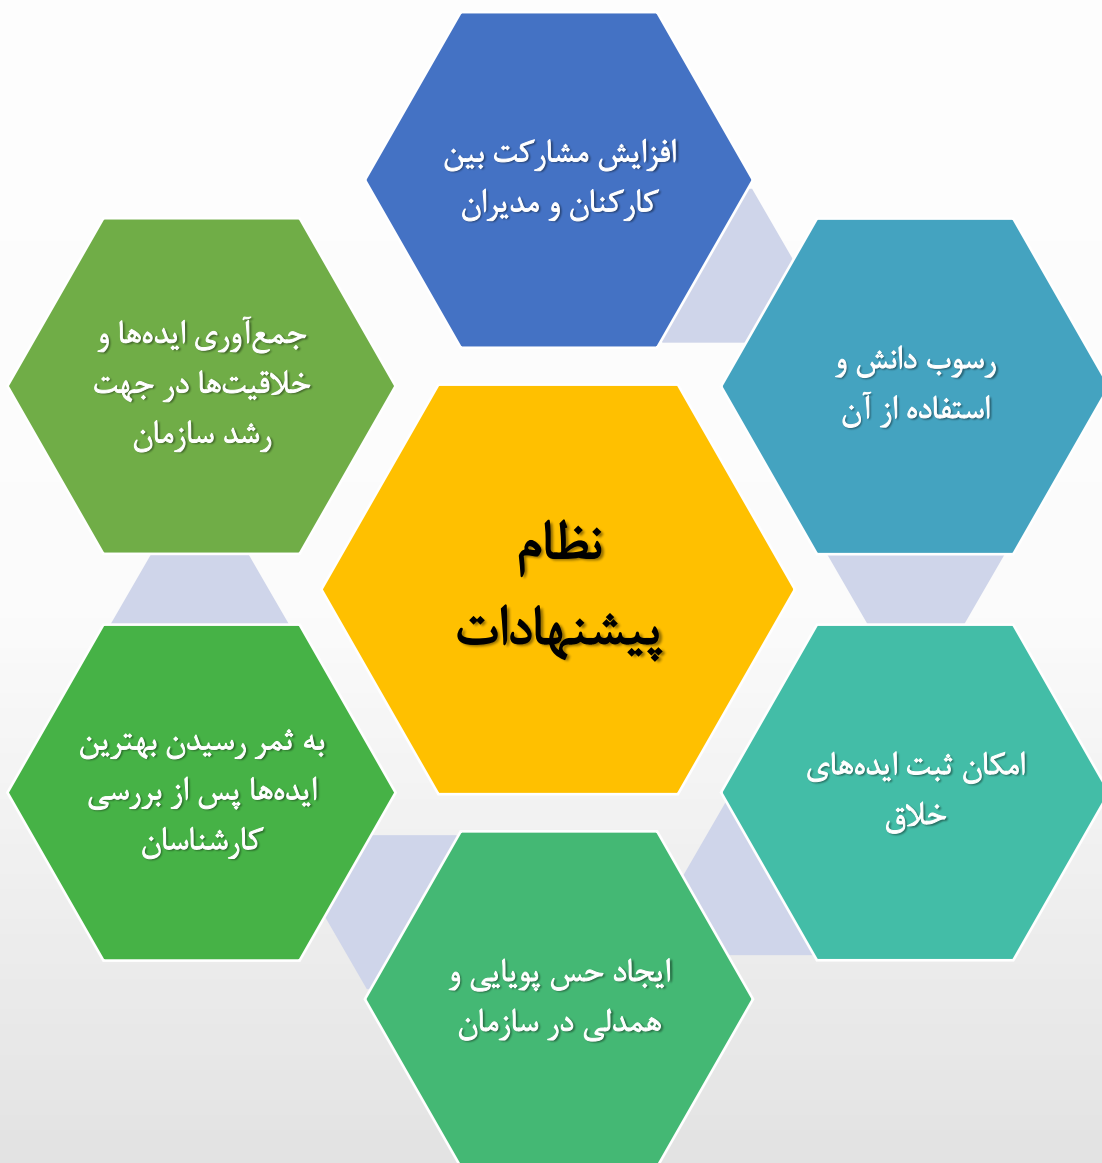 افزایش مشارکت بین
کارکنان و مدیران
رسوب دانش و
استفاده از آن
امکان ثبت ایده‌های
خلاق
ایجاد حس پویایی و
همدلی در سازمان
به ثمر رسیدن بهترین
ایده‌ها پس از بررسی
کارشناسان
جمع‌آوری ایده‌ها و
خلاقیت‌ها در جهت
رشد سازمان
نظام
پیشنهادات